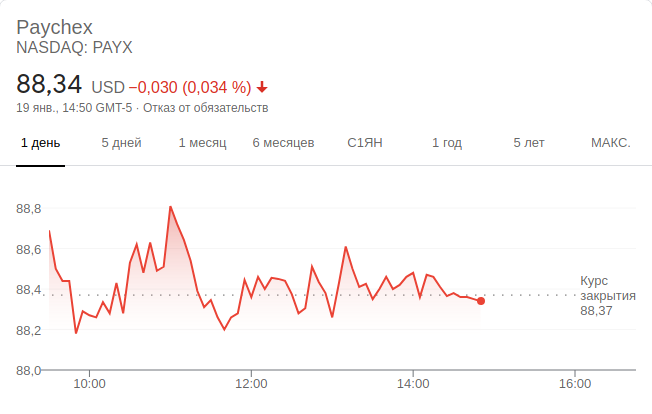 Paychex
NASDAQ: PAYX
88,34 USD −0,030 (0,034 %)
19 янв., 14:50 GMT-5 · Отказ от обязательств
1 день 5 дней 1 месяц 6 месяцев С1ЯН 1 год 5 лет МАКС.
88,8
88,6
88,4
88,2
88,0
Курс
закрытия
88,37
10:00 12:00 14:00 16:00